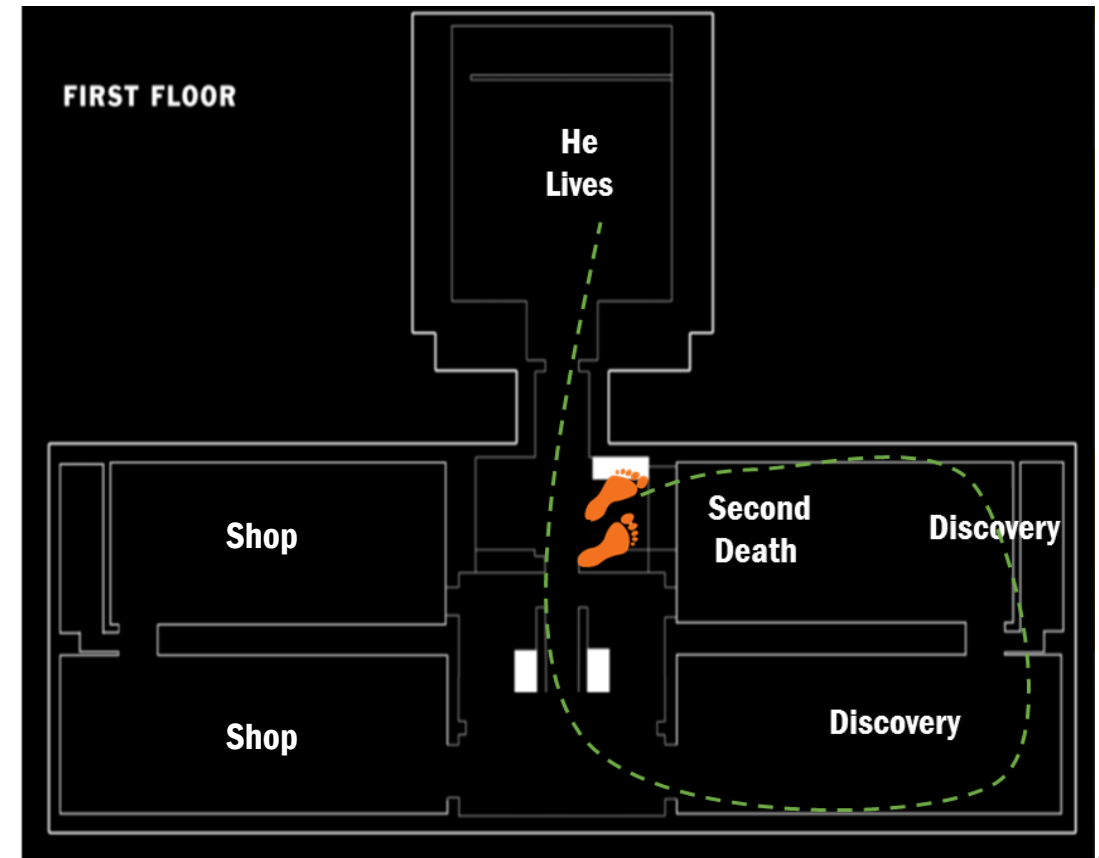 FIRST FLOOR
He
Lives
Shop
Second
Death
Discovery
Shop
Discovery